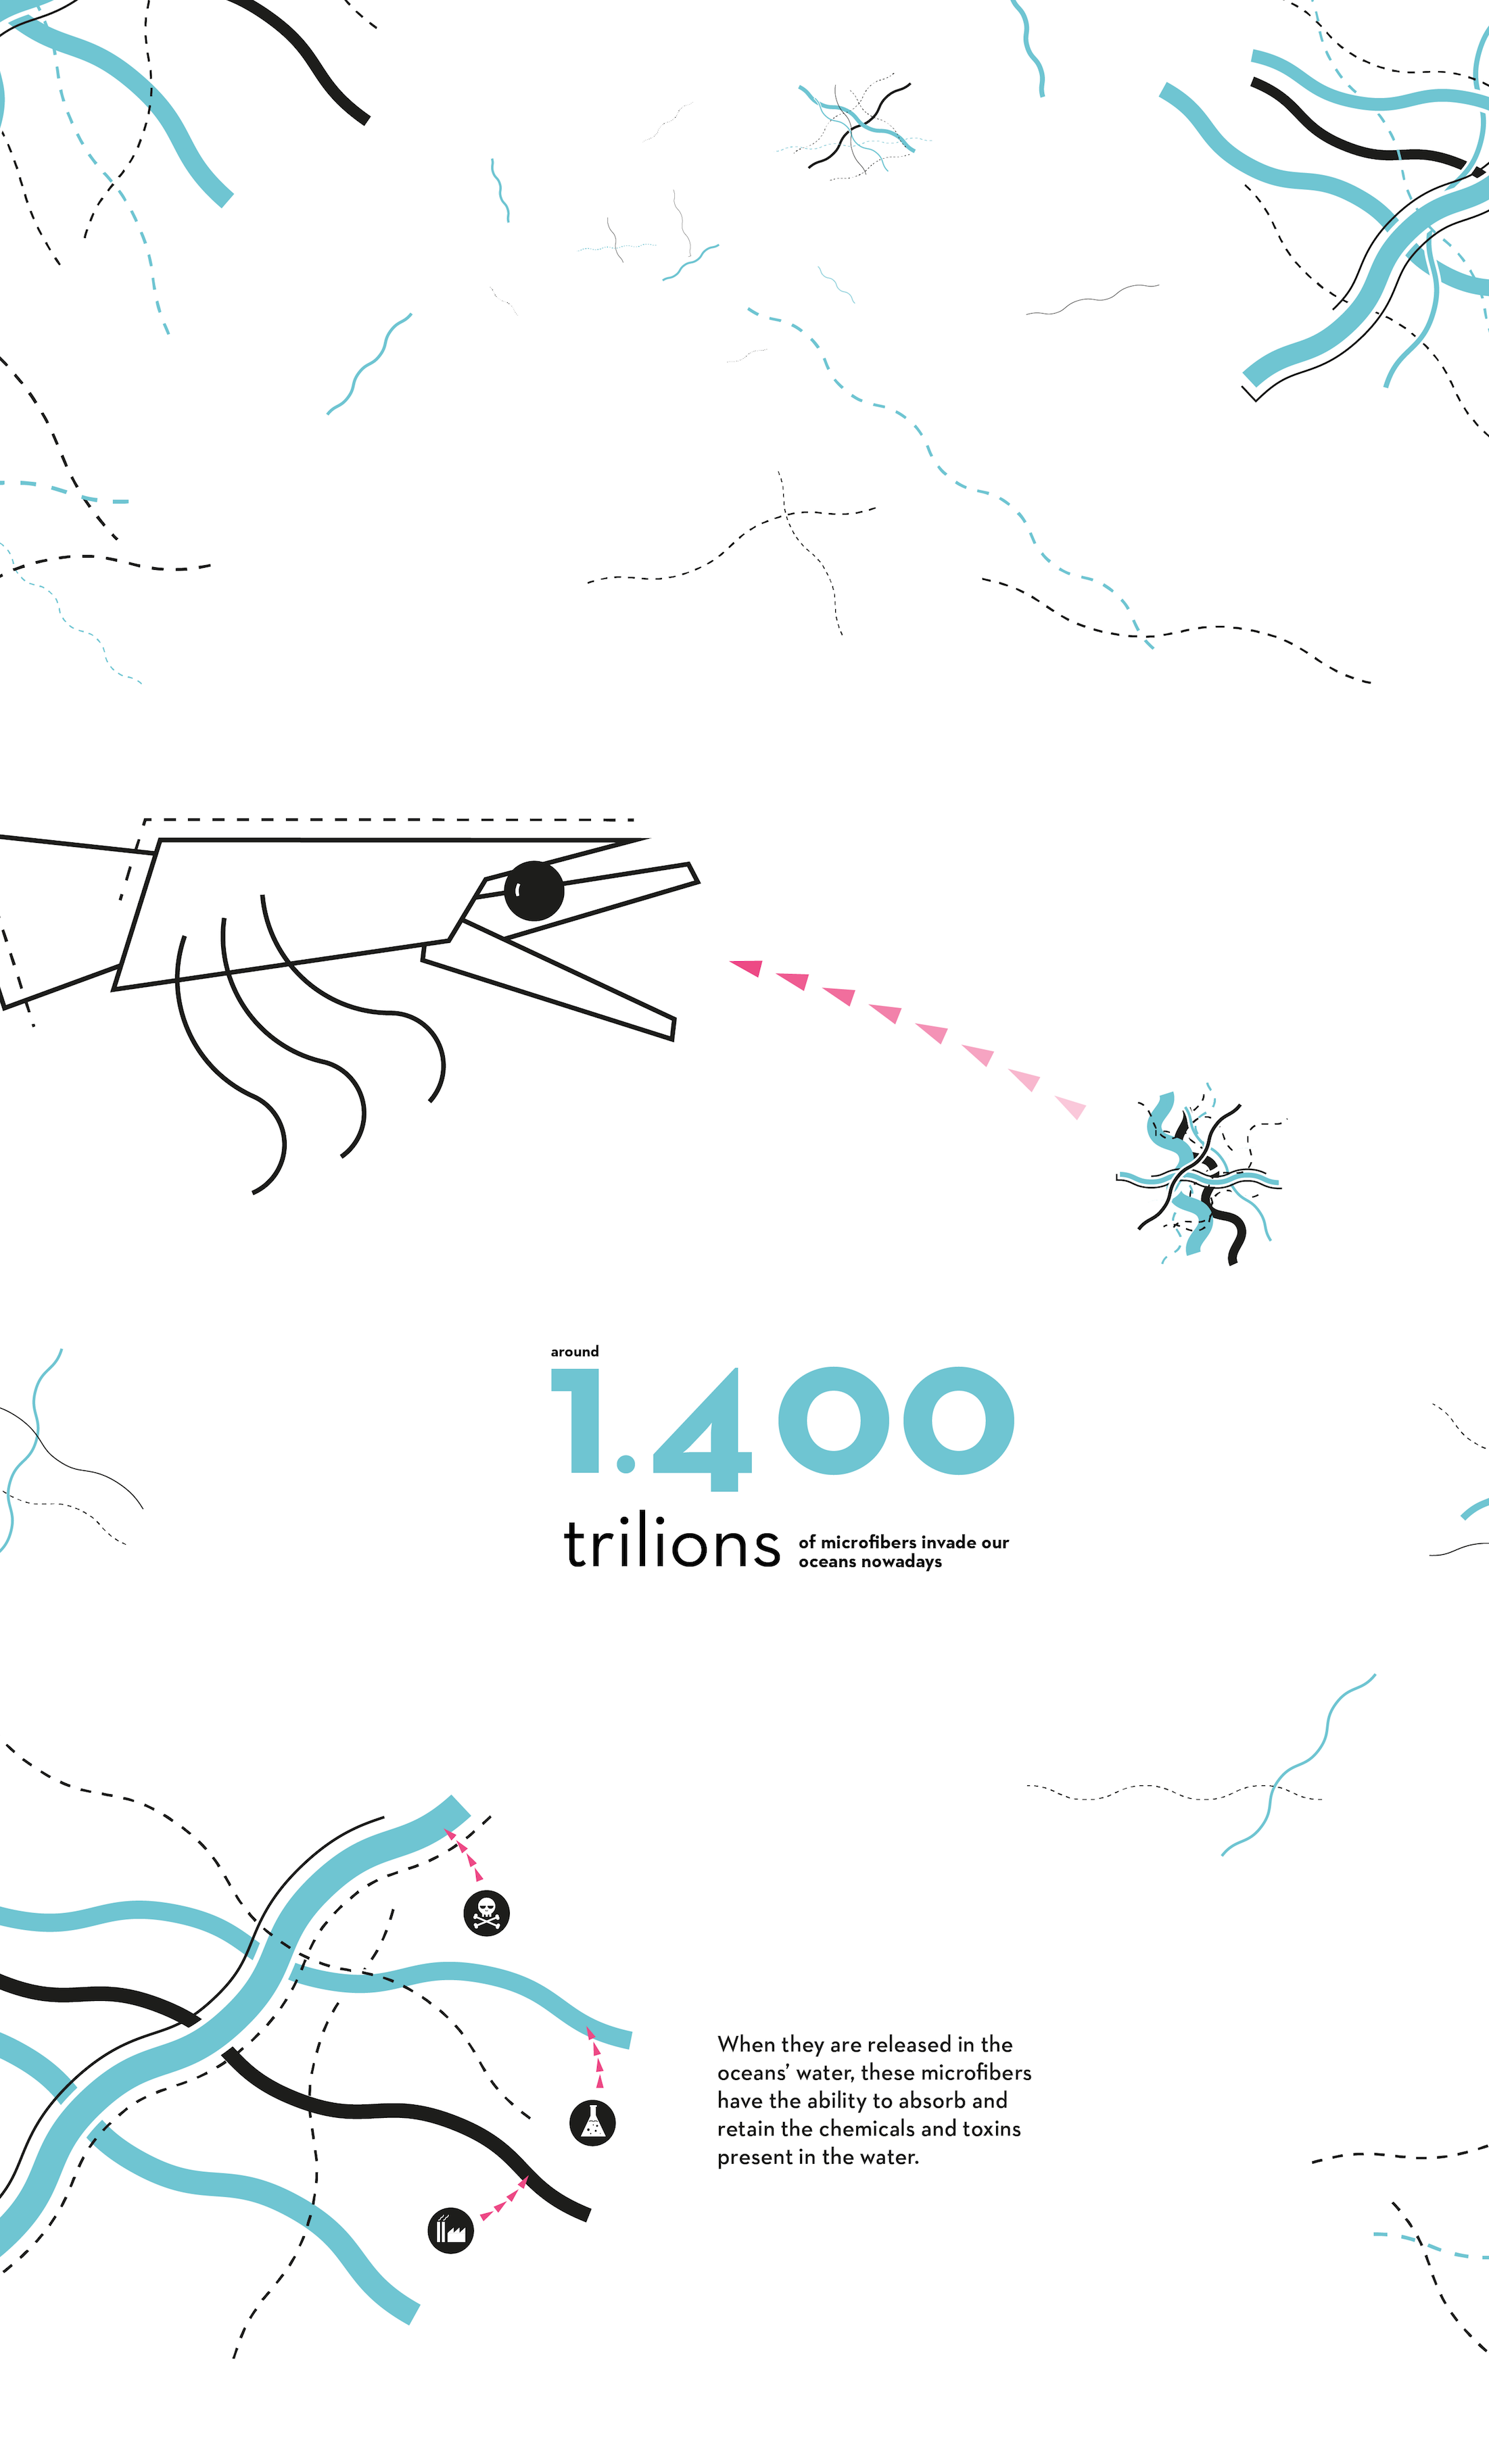 around
1.400
trilions
of microfibers invade our
oceans nowadays
When they are released in the
oceans’ water, these microfibers
have the ability to absorb and
retain the chemicals and toxins
present in the water.